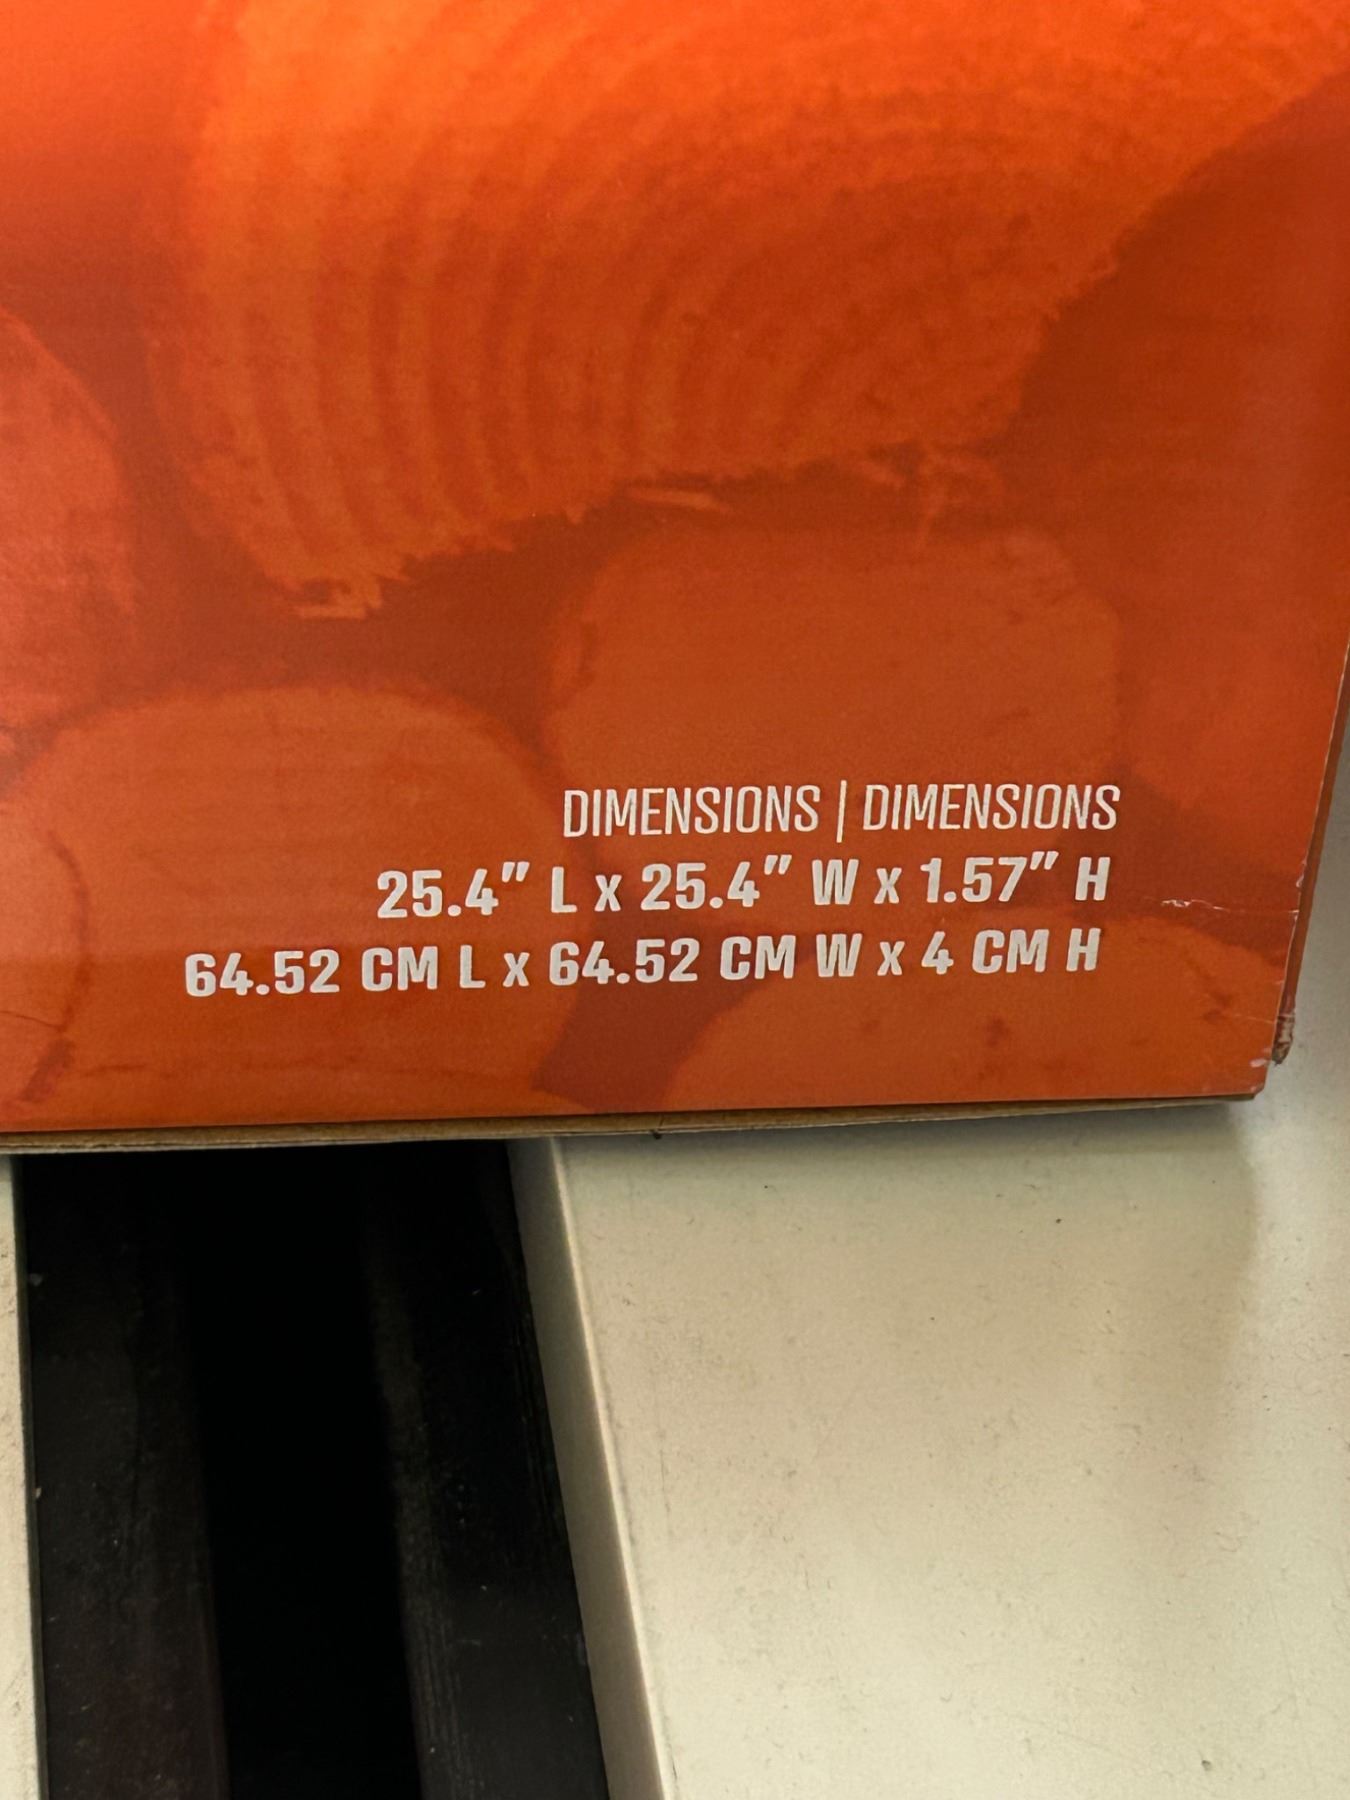 DIMENSIONS | DIMENSIONS
25.4" L x 25.4" W x 1.57" H
64.52 CM L x 64.52 CM W x 4 CM H